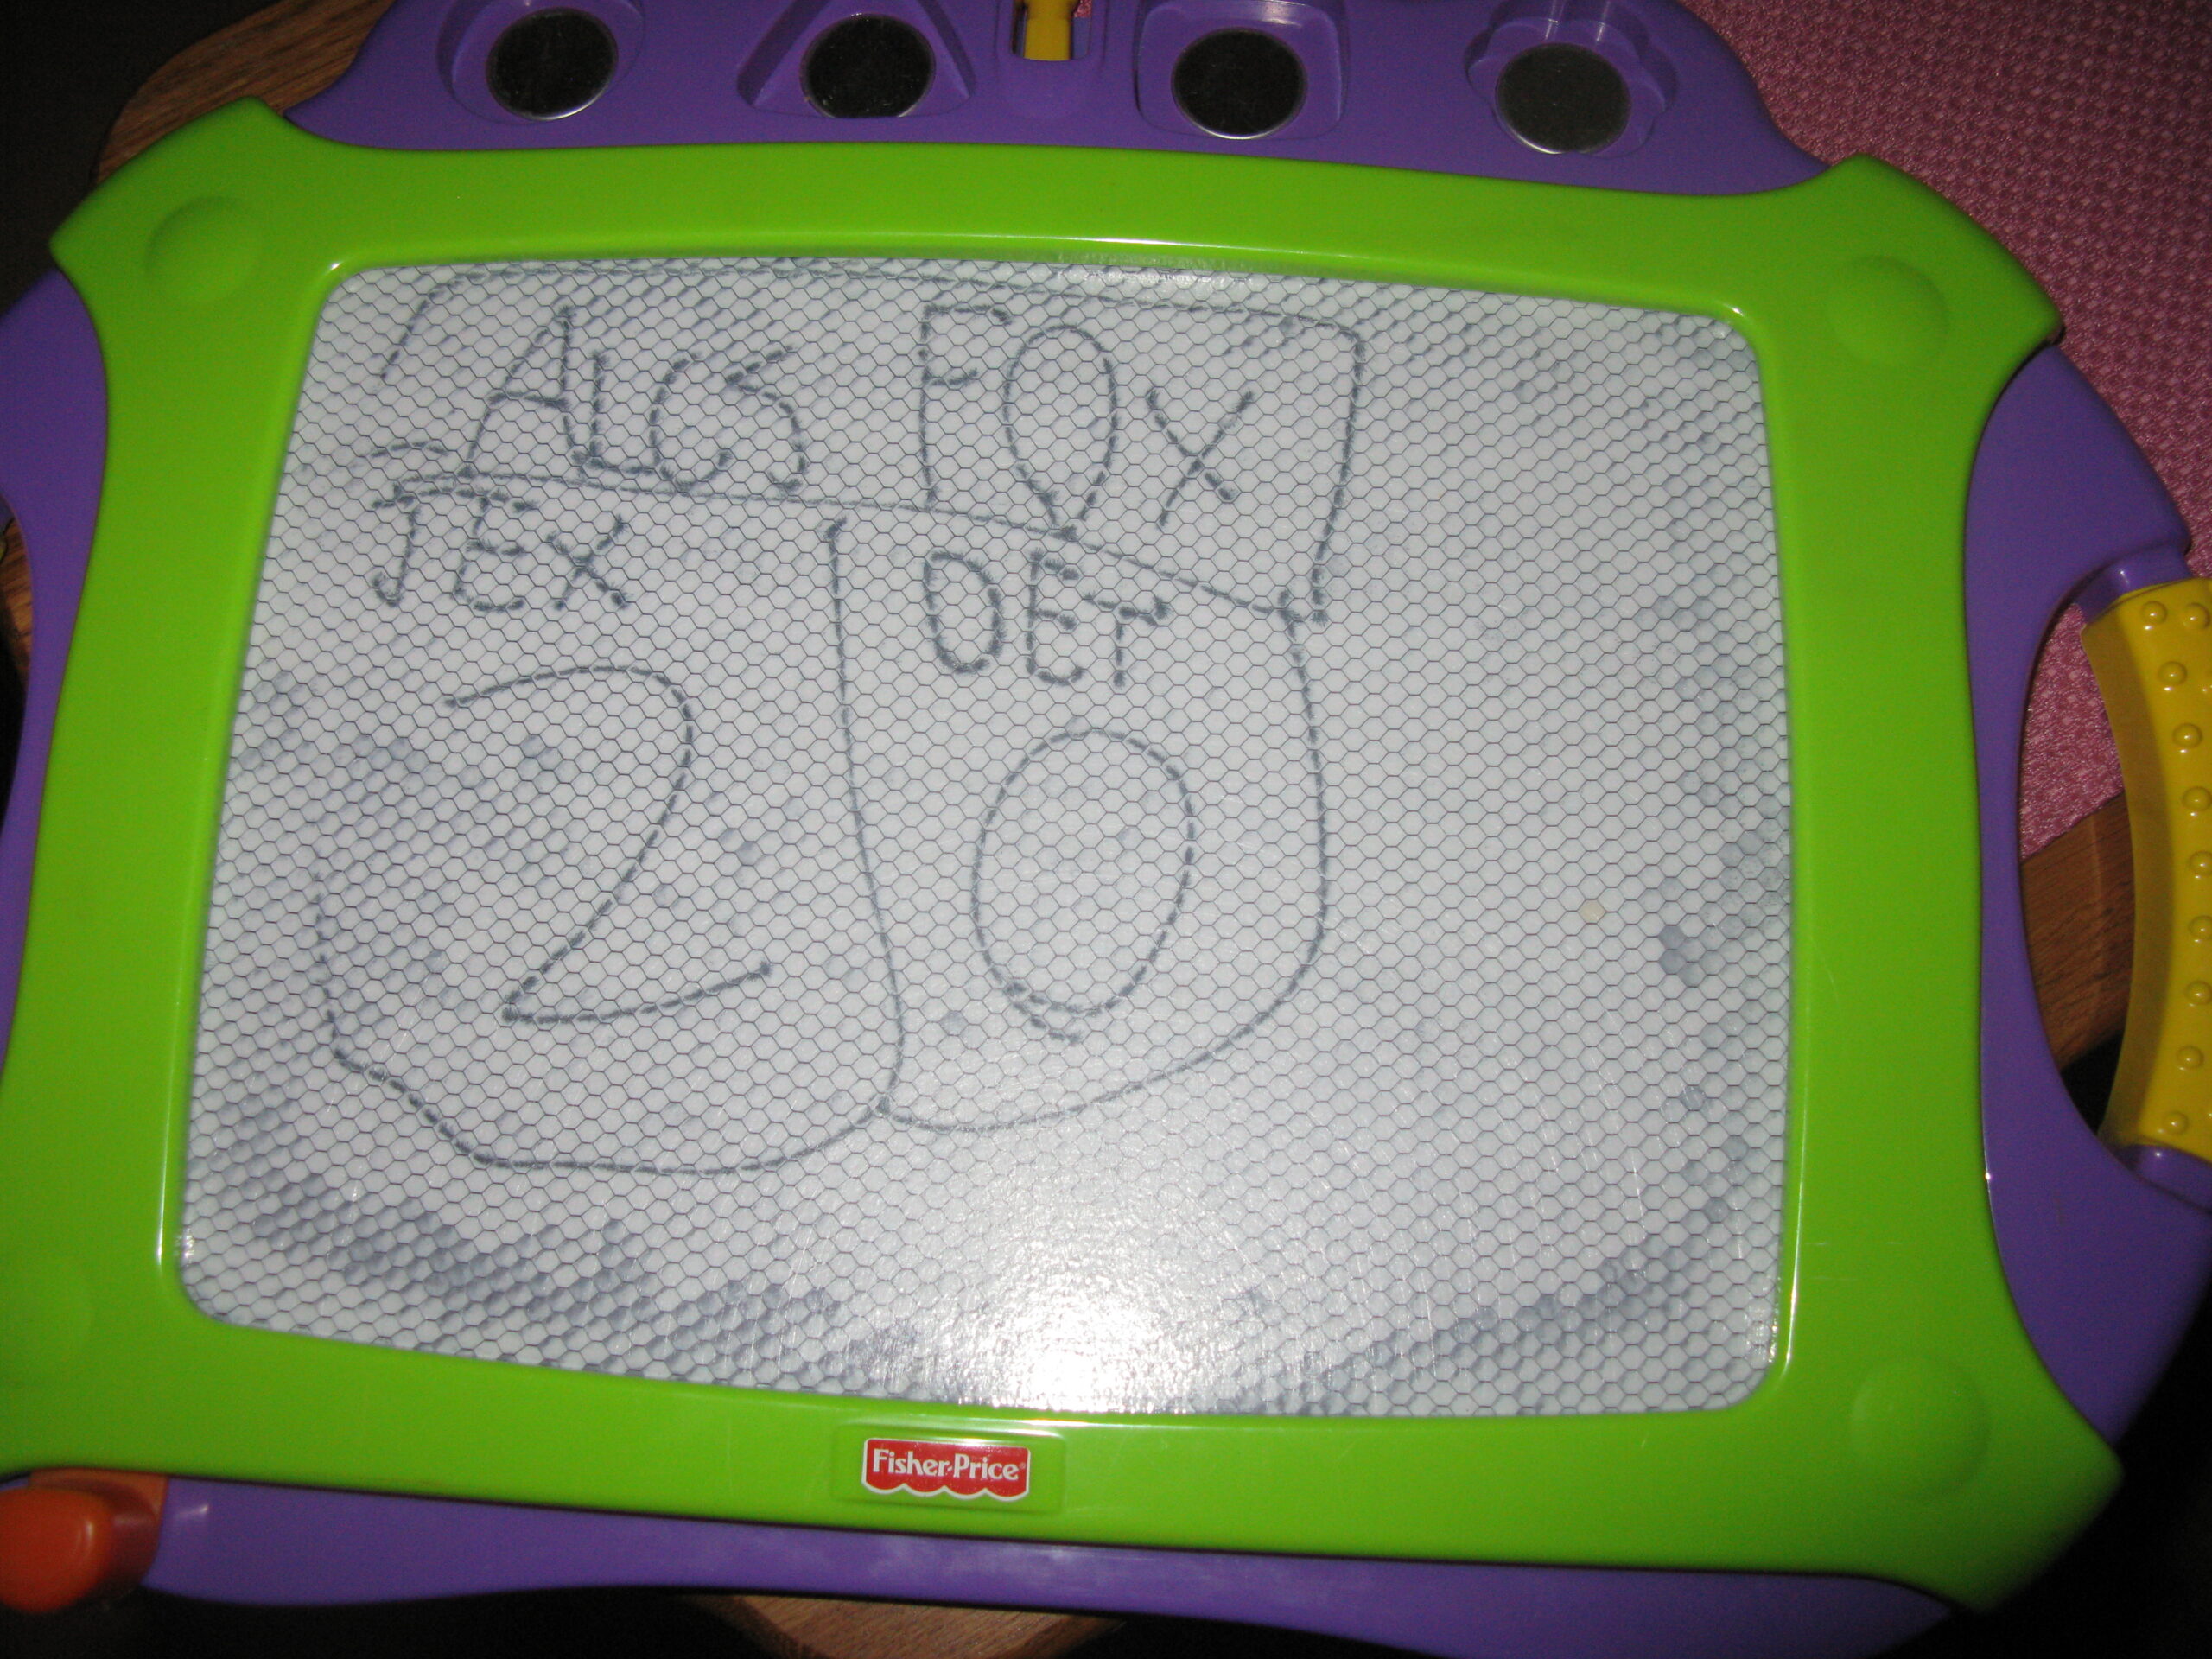 ALCS FOX
TEX DET
2 0
Fisher-Price